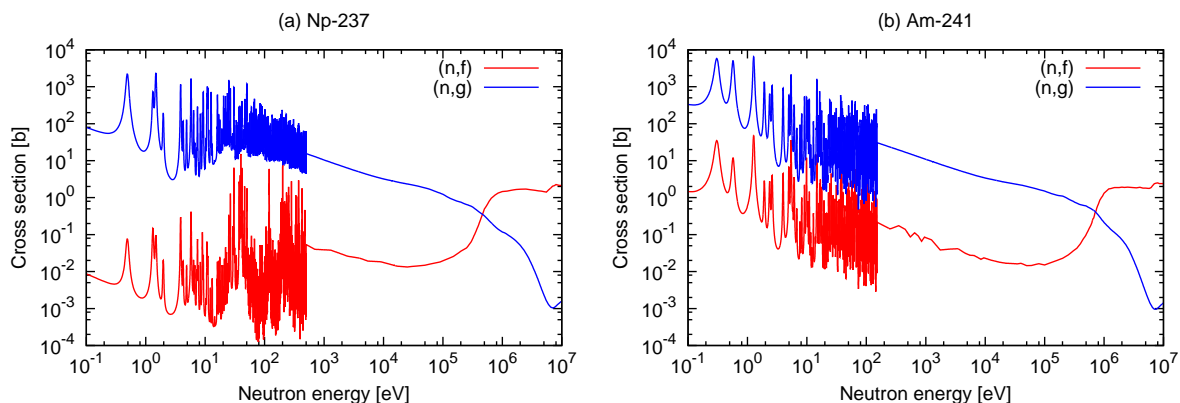 (a) Np-237
10^4
10^3
10^2
10^1
10^0
10^-1
10^-2
10^-3
10^-4
Cross section [b]
(n,f)
(n,g)
10^-1 10^0 10^1 10^2 10^3 10^4 10^5 10^6 10^7
Neutron energy [eV]
(b) Am-241
10^4
10^3
10^2
10^1
10^0
10^-1
10^-2
10^-3
10^-4
Cross section [b]
(n,f)
(n,g)
10^-1 10^0 10^1 10^2 10^3 10^4 10^5 10^6 10^7
Neutron energy [eV]